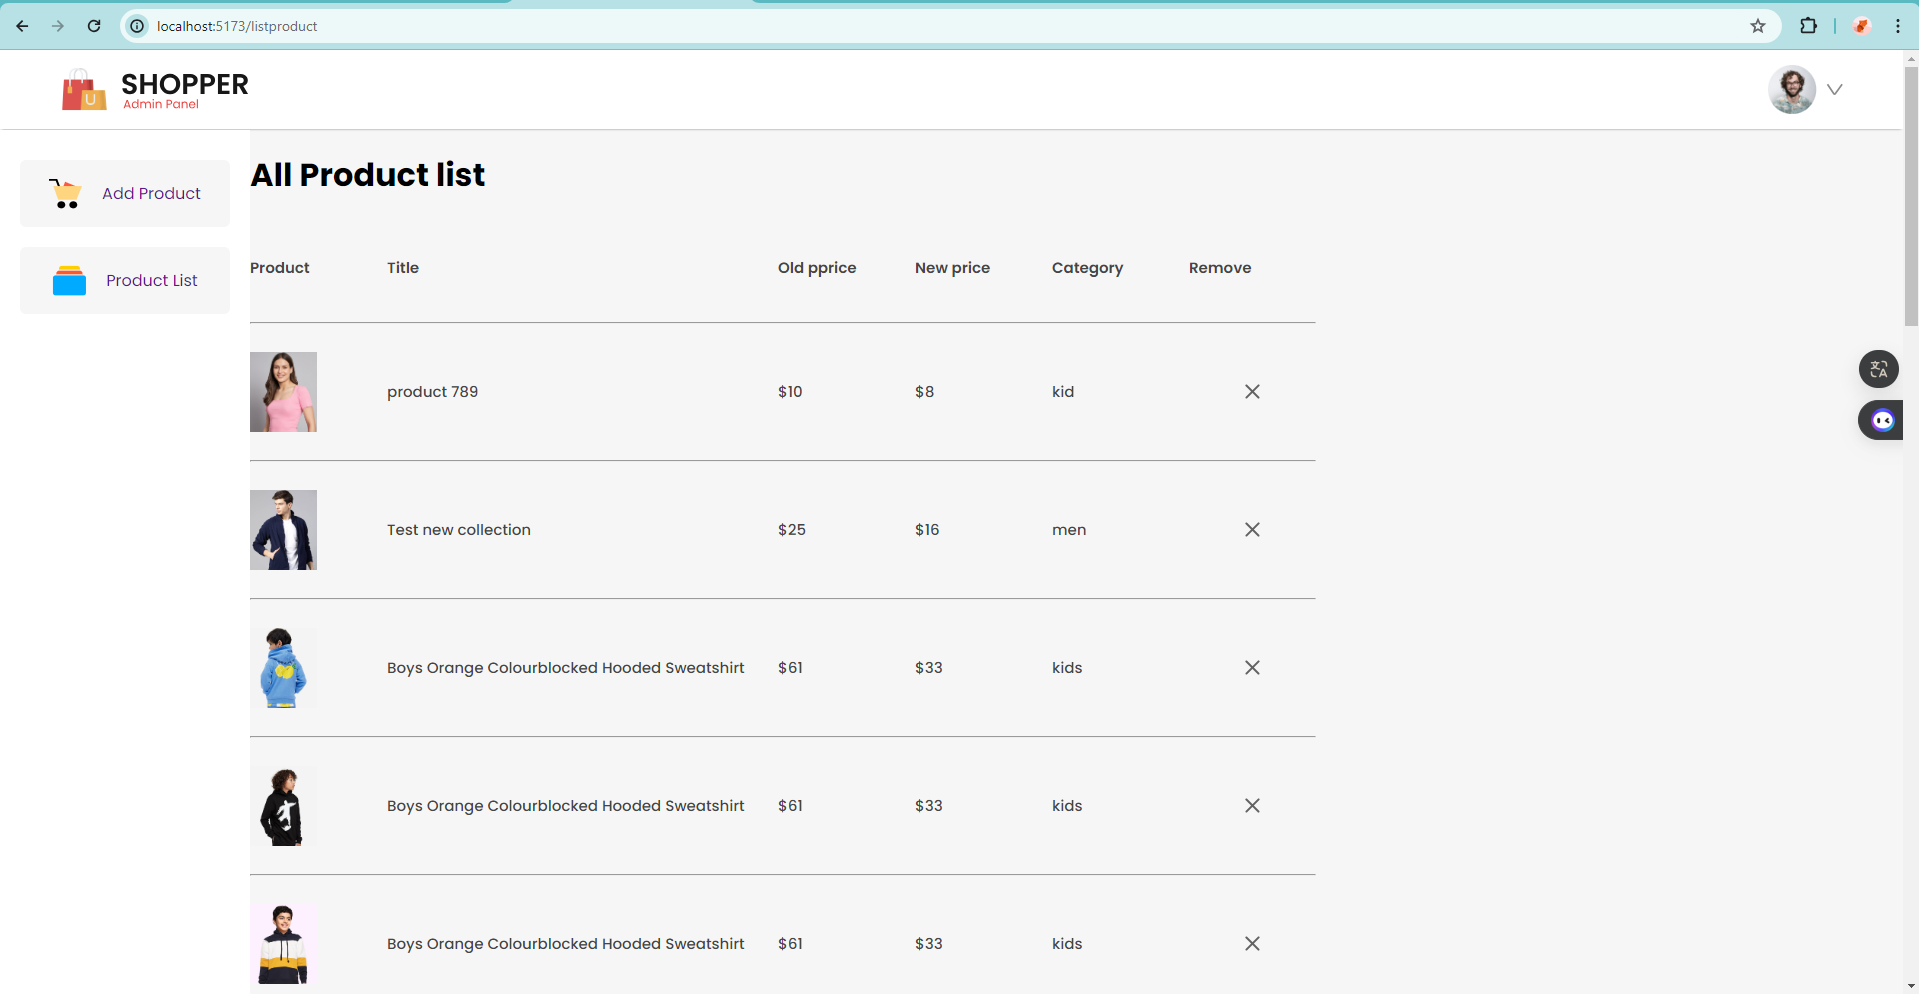 localhost:5173/listproduct
SHOPPER
Admin Panel
U
Add Product
Product List
All Product list
Product Title Old pprice New price Category Remove
product 789 $10 $8 kid
Test new collection $25 $16 men
Boys Orange Colourblocked Hooded Sweatshirt $61 $33 kids
Boys Orange Colourblocked Hooded Sweatshirt $61 $33 kids
Boys Orange Colourblocked Hooded Sweatshirt $61 $33 kids